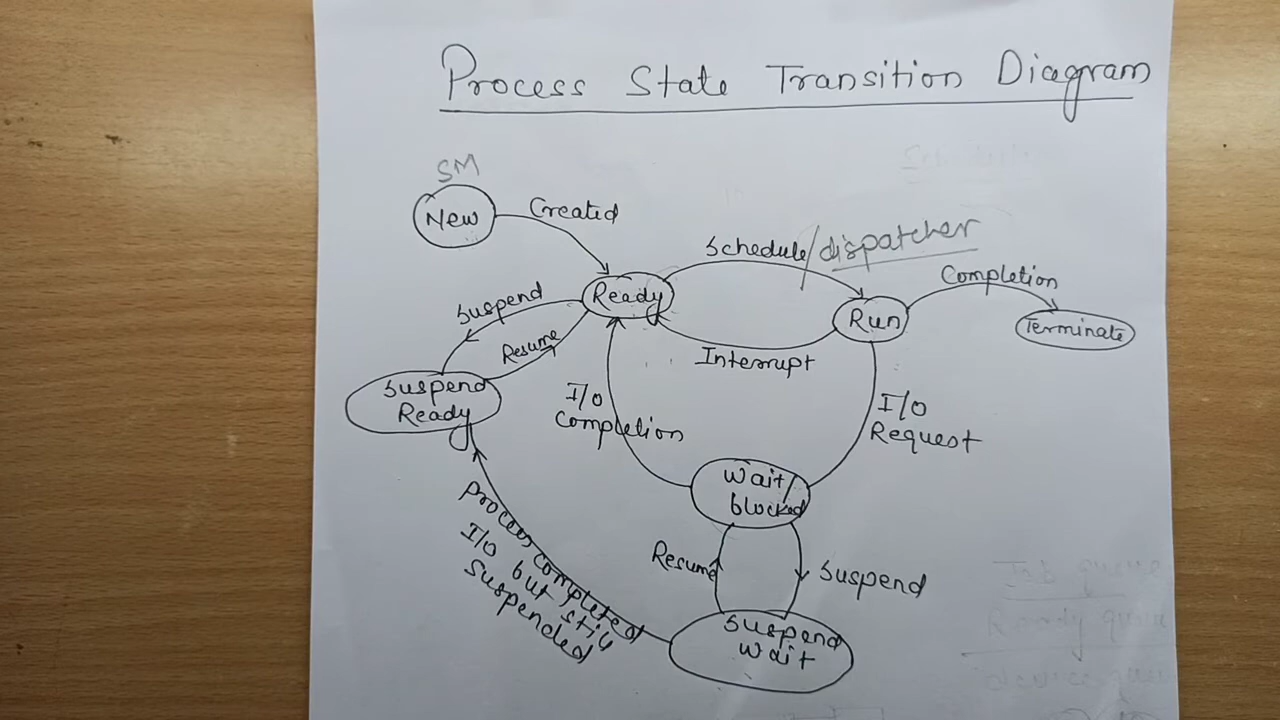 Process State Transition Diagram
SM
New
Created
Schedule/dispatcher
Completion
Suspend
Ready
Run
Terminate
Resume
Interrupt
Suspend
Ready
I/O
Completion
I/O
Request
Wait/
blocked
process completed
I/O but still
suspended
Resume
Suspend
Suspend
Wait